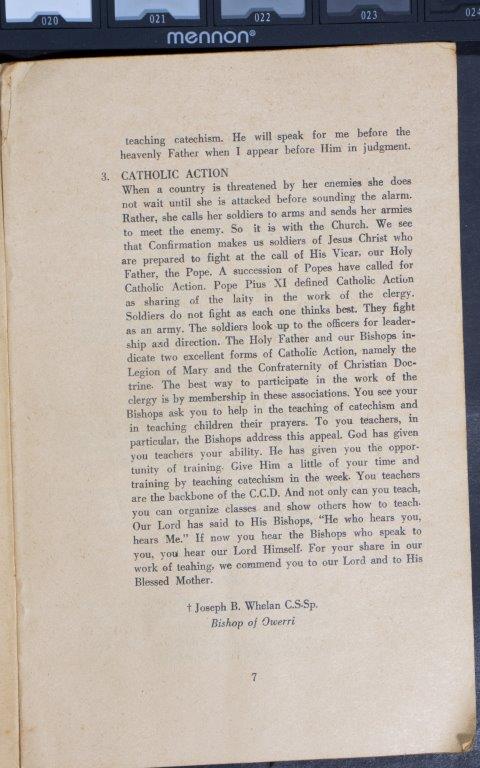 020 021 022 023 024
mennon®
teaching catechism. He will speak for me before the
heavenly Father when I appear before Him in judgment.
3. CATHOLIC ACTION
When a country is threatened by her enemies she does
not wait until she is attacked before sounding the alarm.
Rather, she calls her soldiers to arms and sends her armies
to meet the enemy. So it is with the Church. We see
that Confirmation makes us soldiers of Jesus Christ who
are prepared to fight at the call of His Vicar, our Holy
Father, the Pope. A succession of Popes have called for
Catholic Action. Pope Pius XI defined Catholic Action
as sharing of the laity in the work of the clergy.
Soldiers do not fight as each one thinks best. They fight
as an army. The soldiers look up to the officers for leader-
ship and direction. The Holy Father and our Bishops in-
dicate two excellent forms of Catholic Action, namely the
Legion of Mary and the Confraternity of Christian Doc-
trine. The best way to participate in the work of the
clergy is by membership in these associations. You see your
Bishops ask you to help in the teaching of catechism and
in teaching children their prayers. To you teachers, in
particular, the Bishops address this appeal. God has given
you teachers your ability. He has given you the oppor-
tunity of training. Give Him a little of your time and
training by teaching catechism in the week. You teachers
are the backbone of the C.C.D. And not only can you teach,
you can organize classes and show others how to teach.
Our Lord has said to His Bishops, "He who hears you,
hears Me." If now you hear the Bishops who speak to
you, you hear our Lord Himself. For your share in our
work of teahing, we commend you to our Lord and to His
Blessed Mother.
† Joseph B. Whelan C.S-Sp.
Bishop of Owerri
7